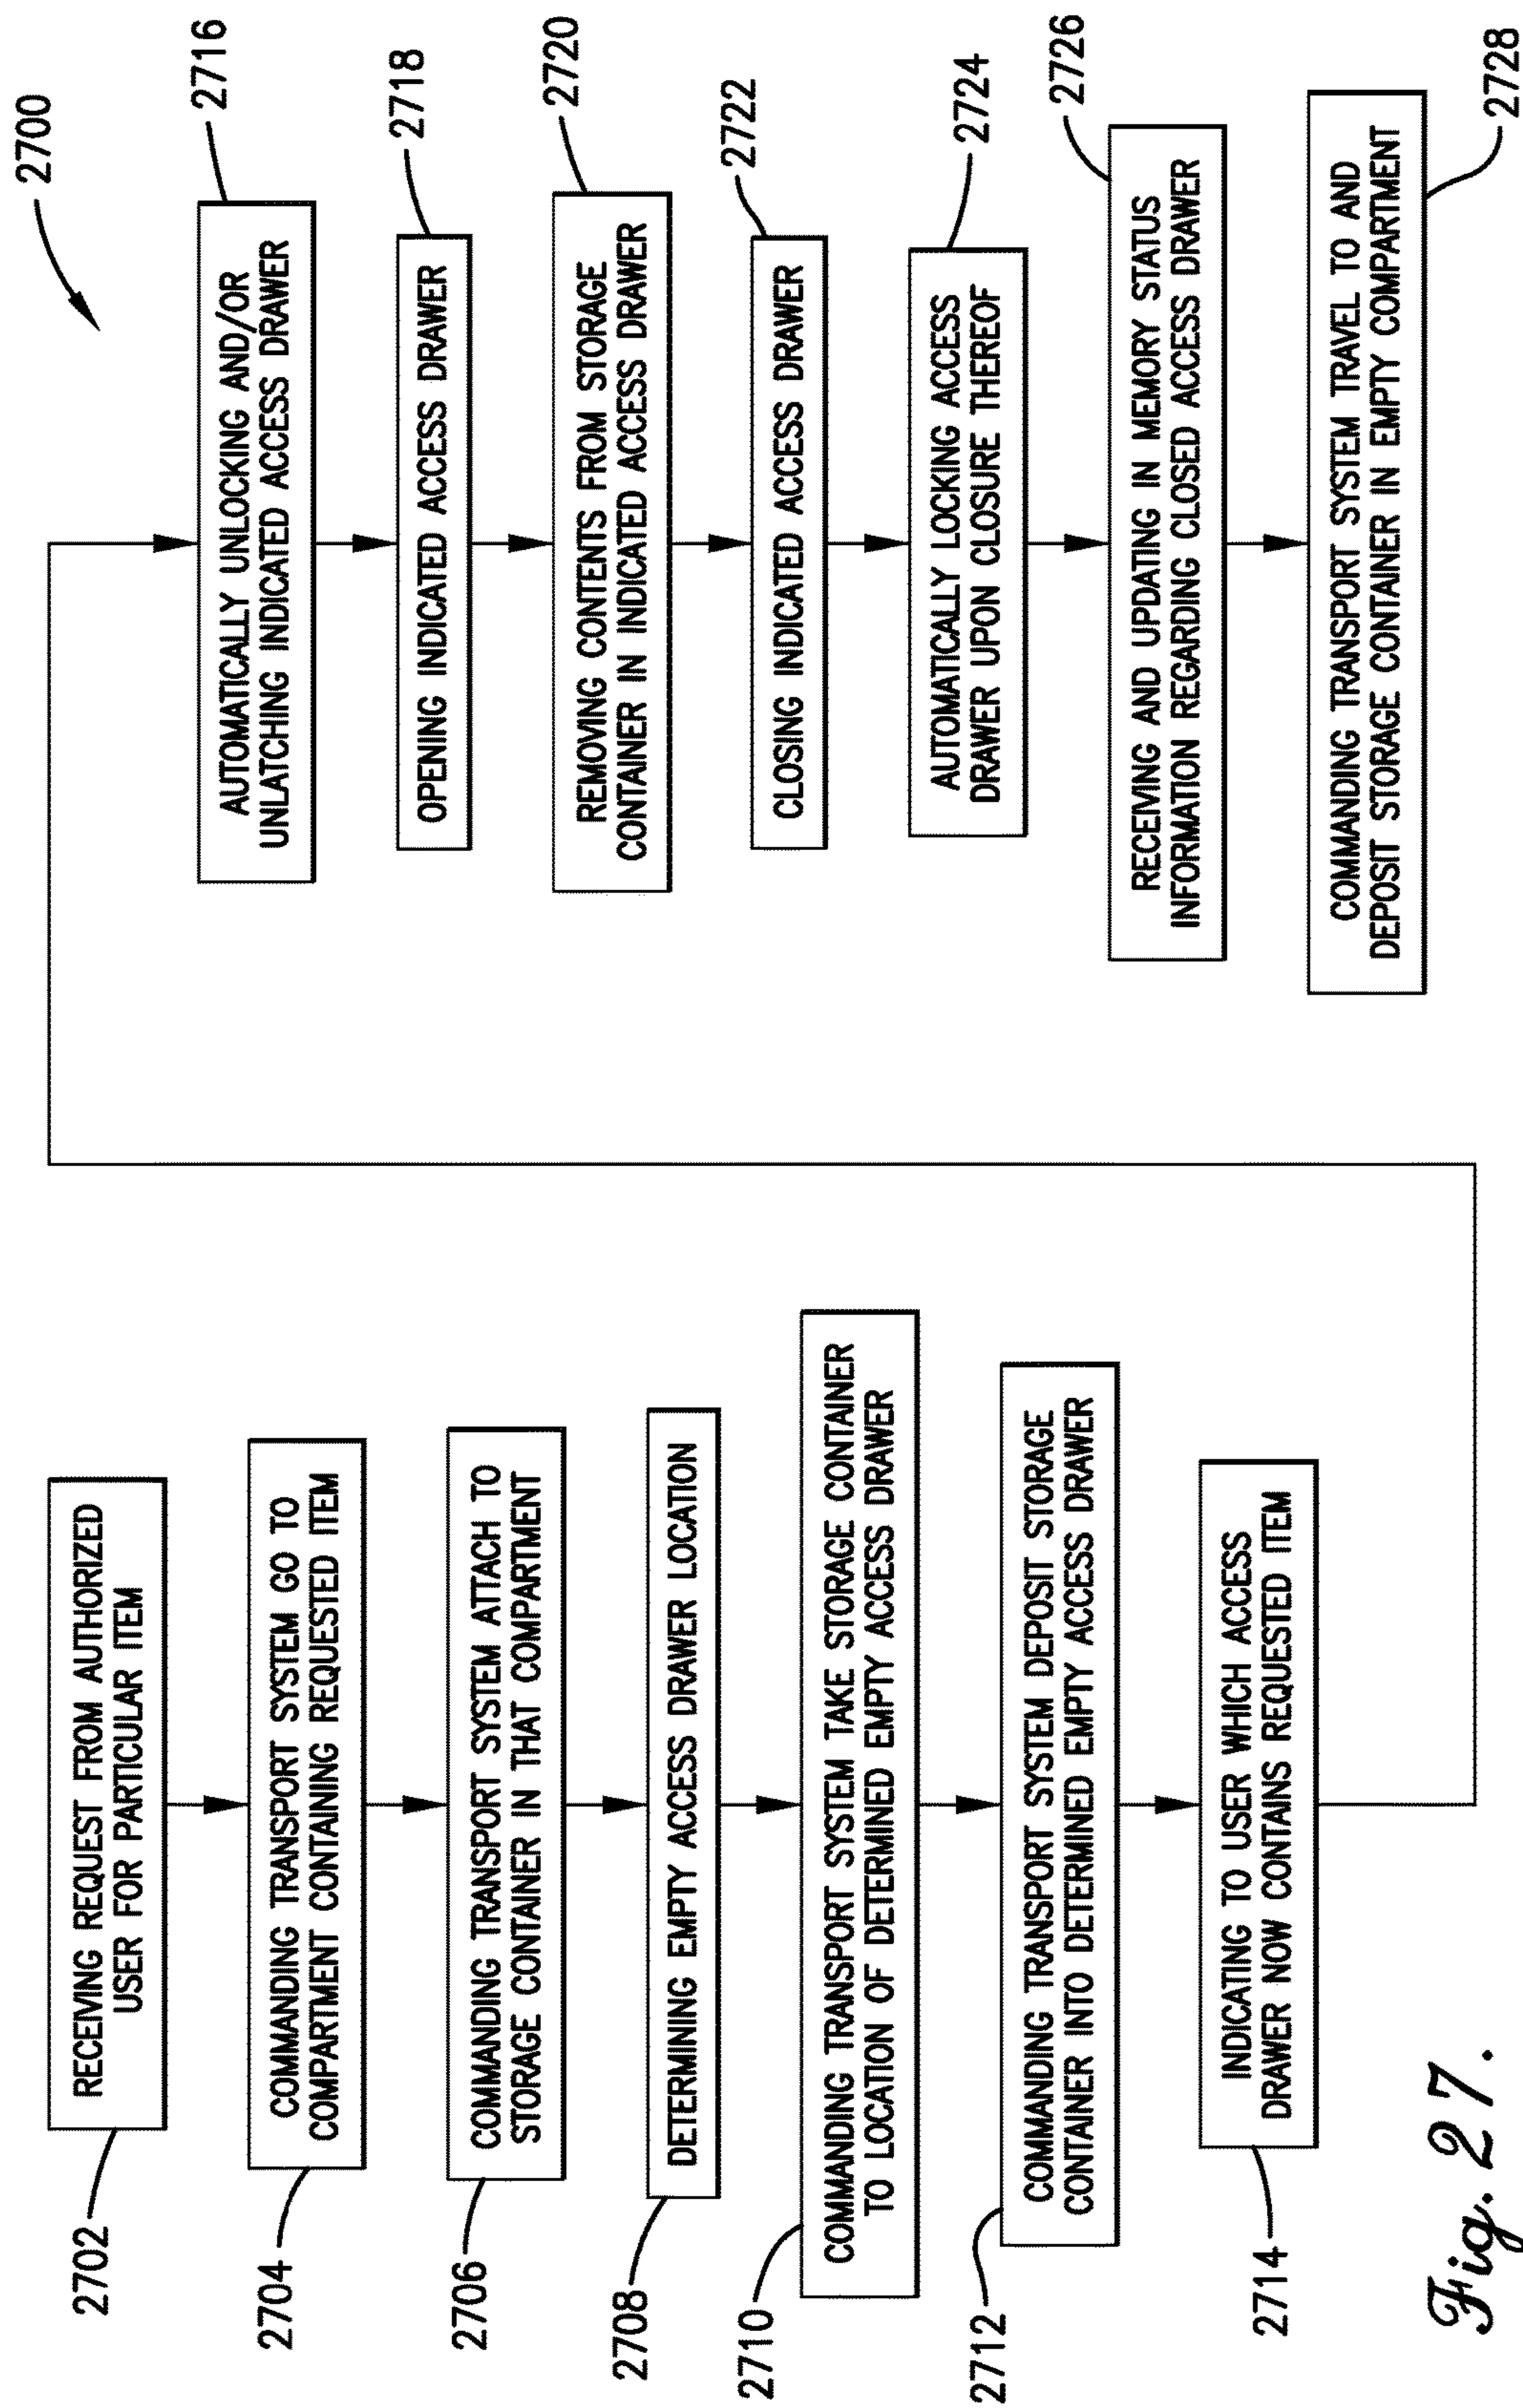 2700
2702
RECEIVING REQUEST FROM AUTHORIZED
USER FOR PARTICULAR ITEM
2704
COMMANDING TRANSPORT SYSTEM GO TO
COMPARTMENT CONTAINING REQUESTED ITEM
2706
COMMANDING TRANSPORT SYSTEM ATTACH TO
STORAGE CONTAINER IN THAT COMPARTMENT
2708
DETERMINING EMPTY ACCESS DRAWER LOCATION
2710
COMMANDING TRANSPORT SYSTEM TAKE STORAGE CONTAINER
TO LOCATION OF DETERMINED EMPTY ACCESS DRAWER
2712
COMMANDING TRANSPORT SYSTEM DEPOSIT STORAGE
CONTAINER INTO DETERMINED EMPTY ACCESS DRAWER
2714
INDICATING TO USER WHICH ACCESS
DRAWER NOW CONTAINS REQUESTED ITEM
2716
AUTOMATICALLY UNLOCKING AND/OR
UNLATCHING INDICATED ACCESS DRAWER
2718
OPENING INDICATED ACCESS DRAWER
2720
REMOVING CONTENTS FROM STORAGE
CONTAINER IN INDICATED ACCESS DRAWER
2722
CLOSING INDICATED ACCESS DRAWER
2724
AUTOMATICALLY LOCKING ACCESS
DRAWER UPON CLOSURE THEREOF
2726
RECEIVING AND UPDATING IN MEMORY STATUS
INFORMATION REGARDING CLOSED ACCESS DRAWER
2728
COMMANDING TRANSPORT SYSTEM TRAVEL TO AND
DEPOSIT STORAGE CONTAINER IN EMPTY COMPARTMENT
Fig. 27.